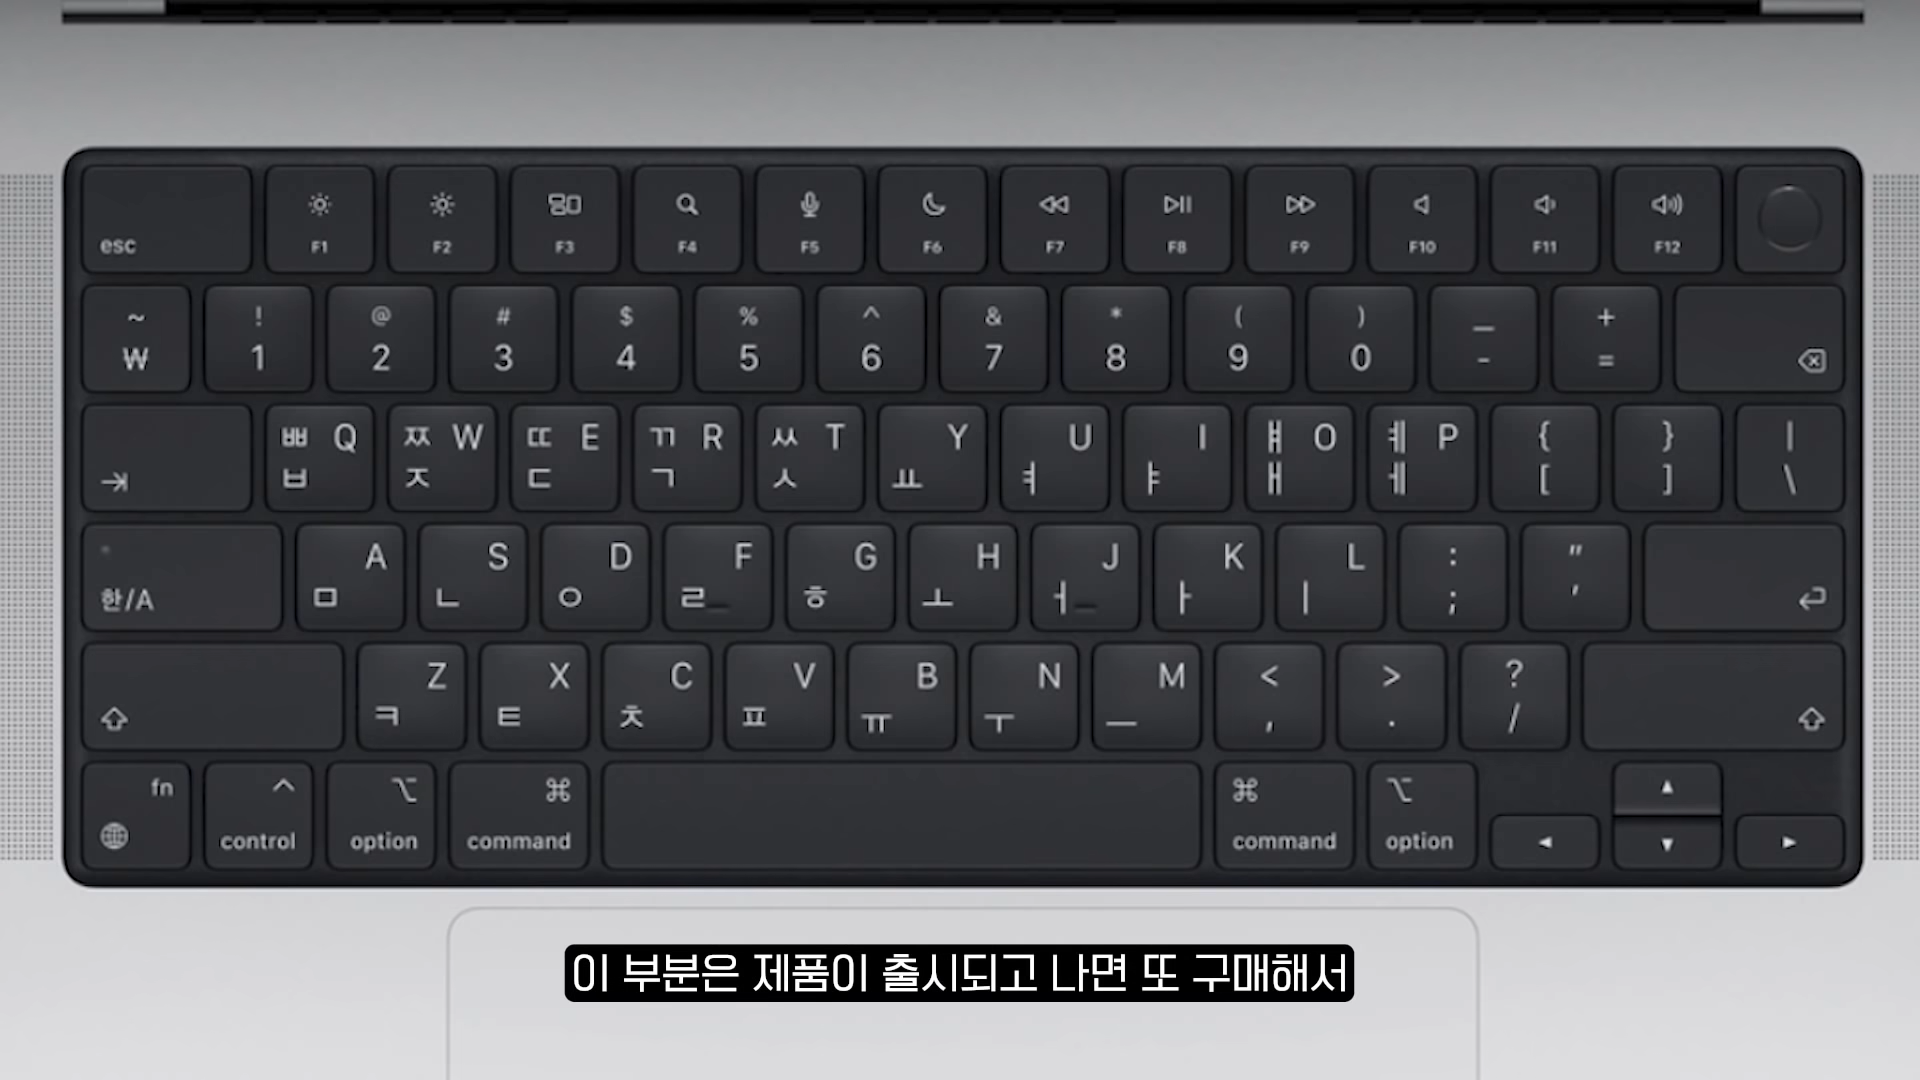 esc F1 F2 F3 F4 F5 F6 F7 F8 F9 F10 F11 F12
~ ! @ # $ % ^ & * ( ) _ +
₩ 1 2 3 4 5 6 7 8 9 0 - =
ㅃ Q ㅉ W ㄸ E ㄲ R ㅆ T Y U I ㅒ O ㅖ P { } |
ㅂ ㅈ ㄷ ㄱ ㅅ ㅛ ㅕ ㅑ ㅐ ㅔ [ ] \
A S D F G H J K L : "
한/A ㅁ ㄴ ㅇ ㄹ ㅎ ㅗ ㅓ ㅏ ㅣ ; '
Z X C V B N M < > ?
ㅋ ㅌ ㅊ ㅍ ㅠ ㅜ ㅡ , . /
fn ^ ⌥ ⌘ ⌘ ⌥
control option command command option
이 부분은 제품이 출시되고 나면 또 구매해서